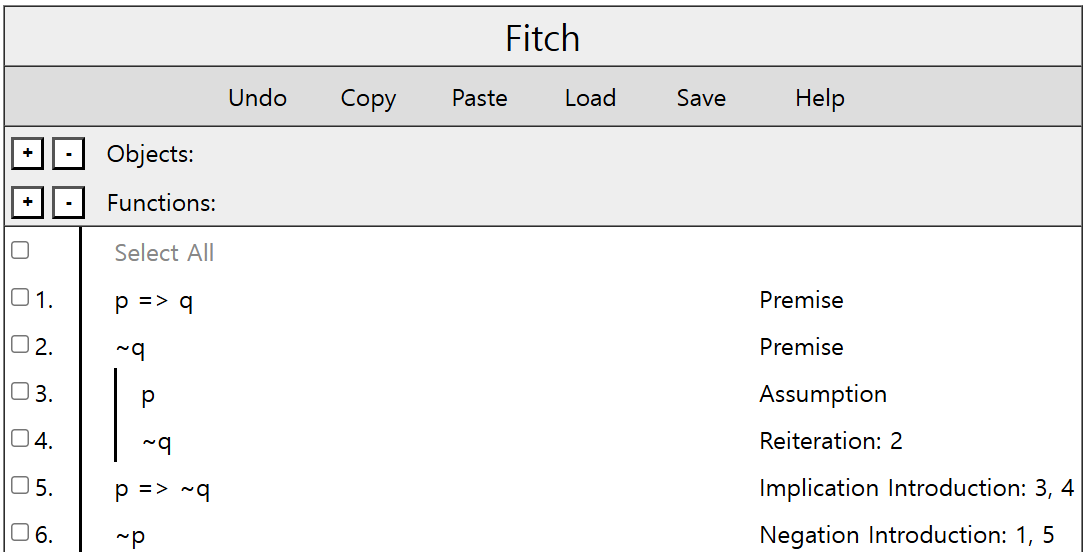 Fitch
Undo Copy Paste Load Save Help
+ - Objects:
+ - Functions:
Select All
1. p => q Premise
2. ~q Premise
3. p Assumption
4. ~q Reiteration: 2
5. p => ~q Implication Introduction: 3, 4
6. ~p Negation Introduction: 1, 5